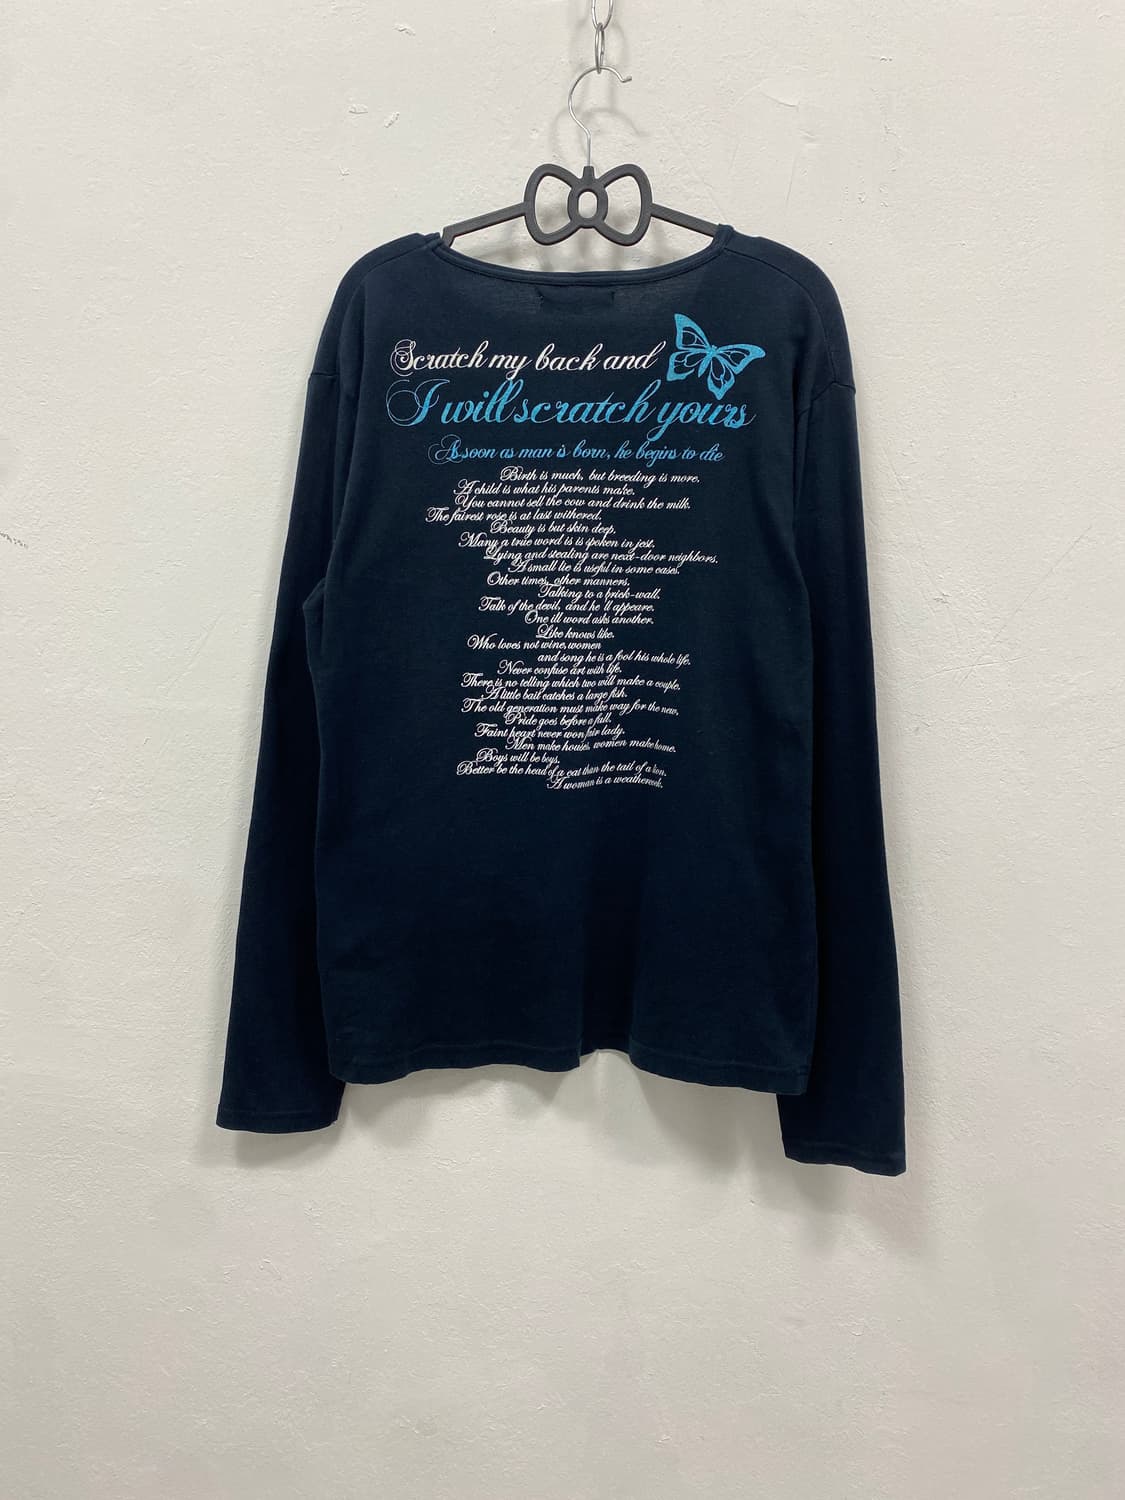 Scratch my back and
I will scratch yours
As soon as man is born, he begins to die
Birth is much, but breeding is more.
A child is what his parents make.
You cannot sell the cow and drink the milk.
The fairest rose is at last withered.
Beauty is but skin deep.
Many a true word is is spoken in jest.
Lying and stealing are next-door neighbors.
A small lie is useful in some cases.
Other times, other manners.
Talking to a brick-wall.
Talk of the devil, and he'll appeare.
One ill word asks another.
Like knows like.
Who loves not wine, women
and song he is a fool his whole life.
Never confuse art with life.
There is no telling which two will make a couple.
A little bait catches a large fish.
The old generation must make way for the new.
Pride goes before a fall.
Faint heart never won fair lady.
Men make houses, women make home.
Boys will be boys.
Better be the head of a cat than the tail of a lion.
A woman is a weathercock.